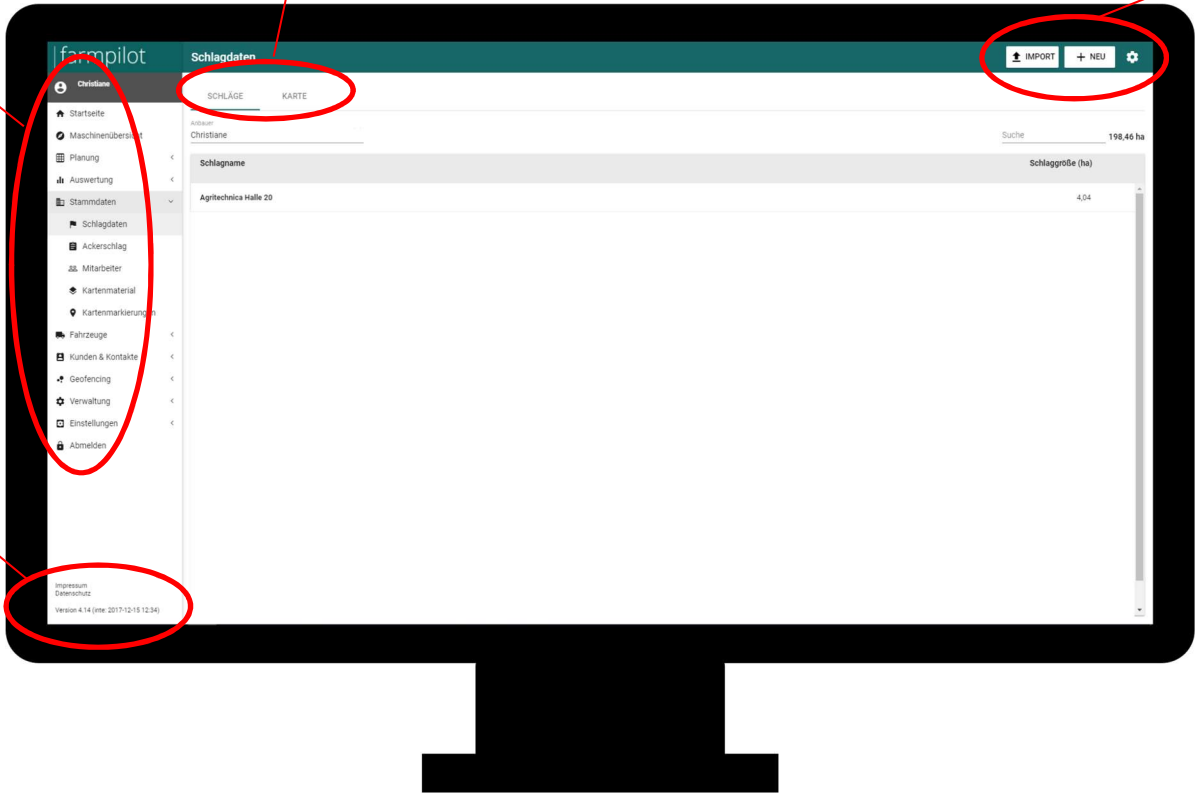 farmpilot
Schlagdaten
IMPORT
NEU
Christiane
SCHLÄGE
KARTE
Startseite
Maschinenübersicht
Planung
Auswertung
Stammdaten
Schlagdaten
Ackerschlag
Mitarbeiter
Kartenmaterial
Kartenmarkierungen
Fahrzeuge
Kunden & Kontakte
Geofencing
Verwaltung
Einstellungen
Abmelden
Impressum
Datenschutz
Version 4.14 (inte: 2017-12-15 12:34)
Anbauer
Christiane
Suche
198,46 ha
Schlagname
Schlaggröße (ha)
Agritechnica Halle 20
4,04